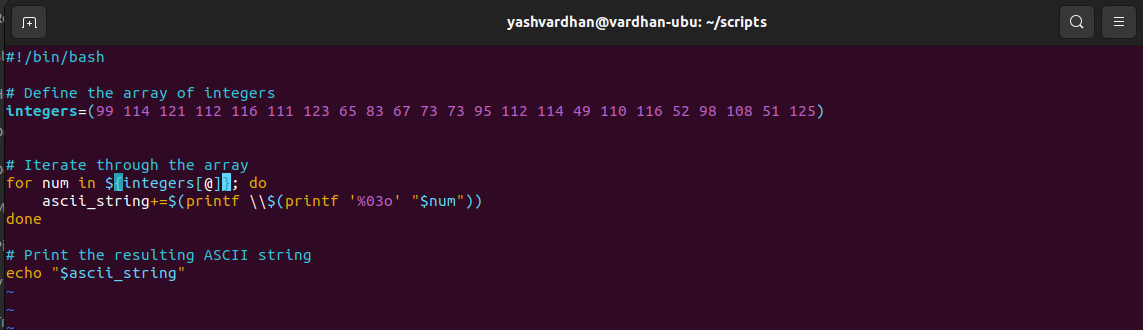 yashvardhan@vardhan-ubu: ~/scripts
#!/bin/bash
# Define the array of integers
integers=(99 114 121 112 116 111 123 65 83 67 73 73 95 112 114 49 110 116 52 98 108 51 125)
# Iterate through the array
for num in ${integers[@]}; do
    ascii_string+=$(printf \\$(printf '%03o' "$num"))
done
# Print the resulting ASCII string
echo "$ascii_string"
~
~
~